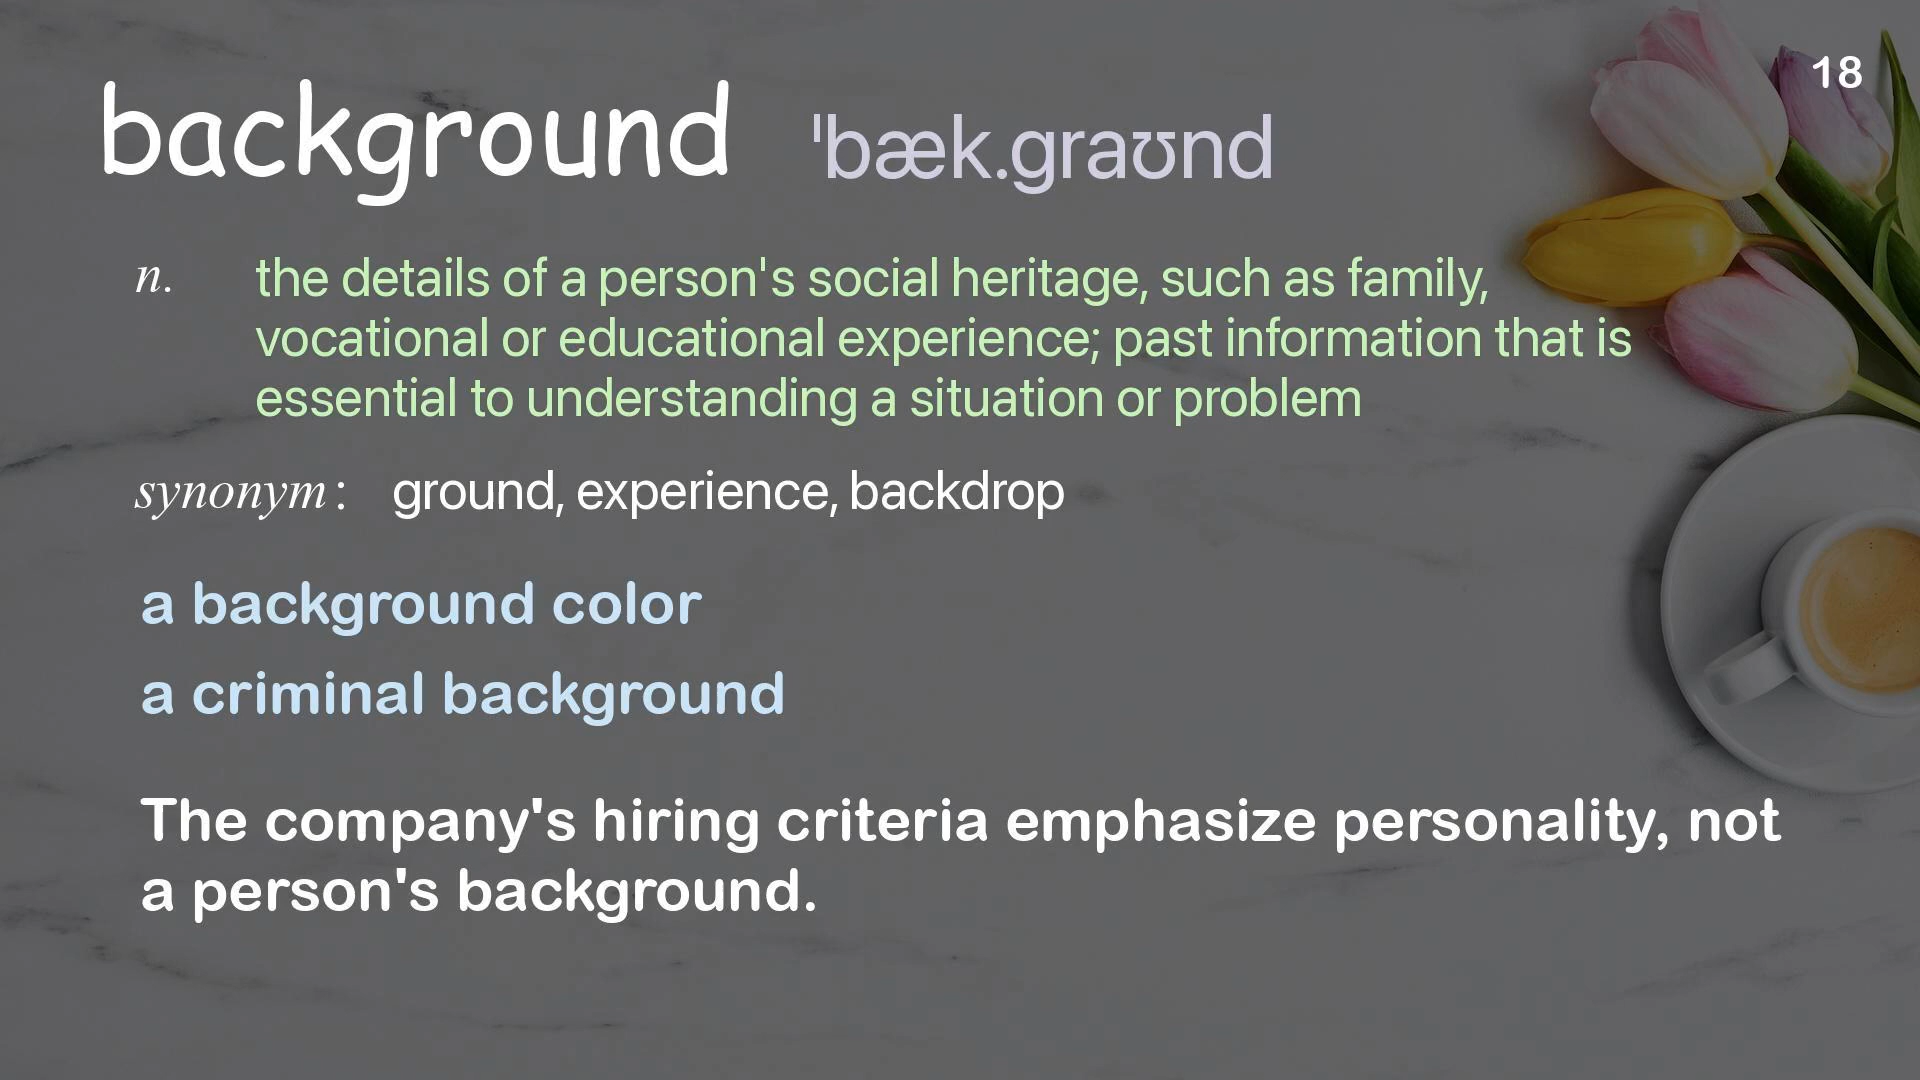 18
background ˈbæk.graʊnd
n. the details of a person's social heritage, such as family,
vocational or educational experience; past information that is
essential to understanding a situation or problem
synonym: ground, experience, backdrop
a background color
a criminal background
The company's hiring criteria emphasize personality, not
a person's background.